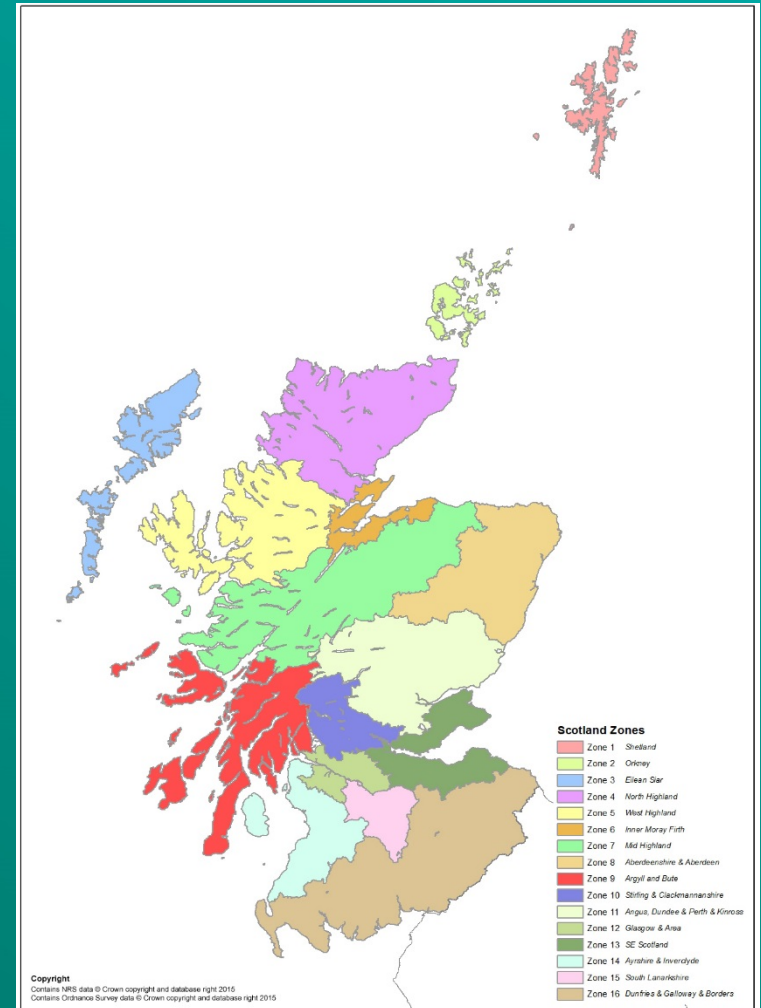 Scotland Zones
Zone 1 Shetland
Zone 2 Orkney
Zone 3 Eilean Siar
Zone 4 North Highland
Zone 5 West Highland
Zone 6 Inner Moray Firth
Zone 7 Mid Highland
Zone 8 Aberdeenshire & Aberdeen
Zone 9 Argyll and Bute
Zone 10 Stirling & Clackmannanshire
Zone 11 Angus, Dundee & Perth & Kinross
Zone 12 Glasgow & Area
Zone 13 SE Scotland
Zone 14 Ayrshire & Inverclyde
Zone 15 South Lanarkshire
Zone 16 Dumfries & Galloway & Borders
Copyright
Contains NRS data © Crown copyright and database right 2015
Contains Ordnance Survey data © Crown copyright and database right 2015